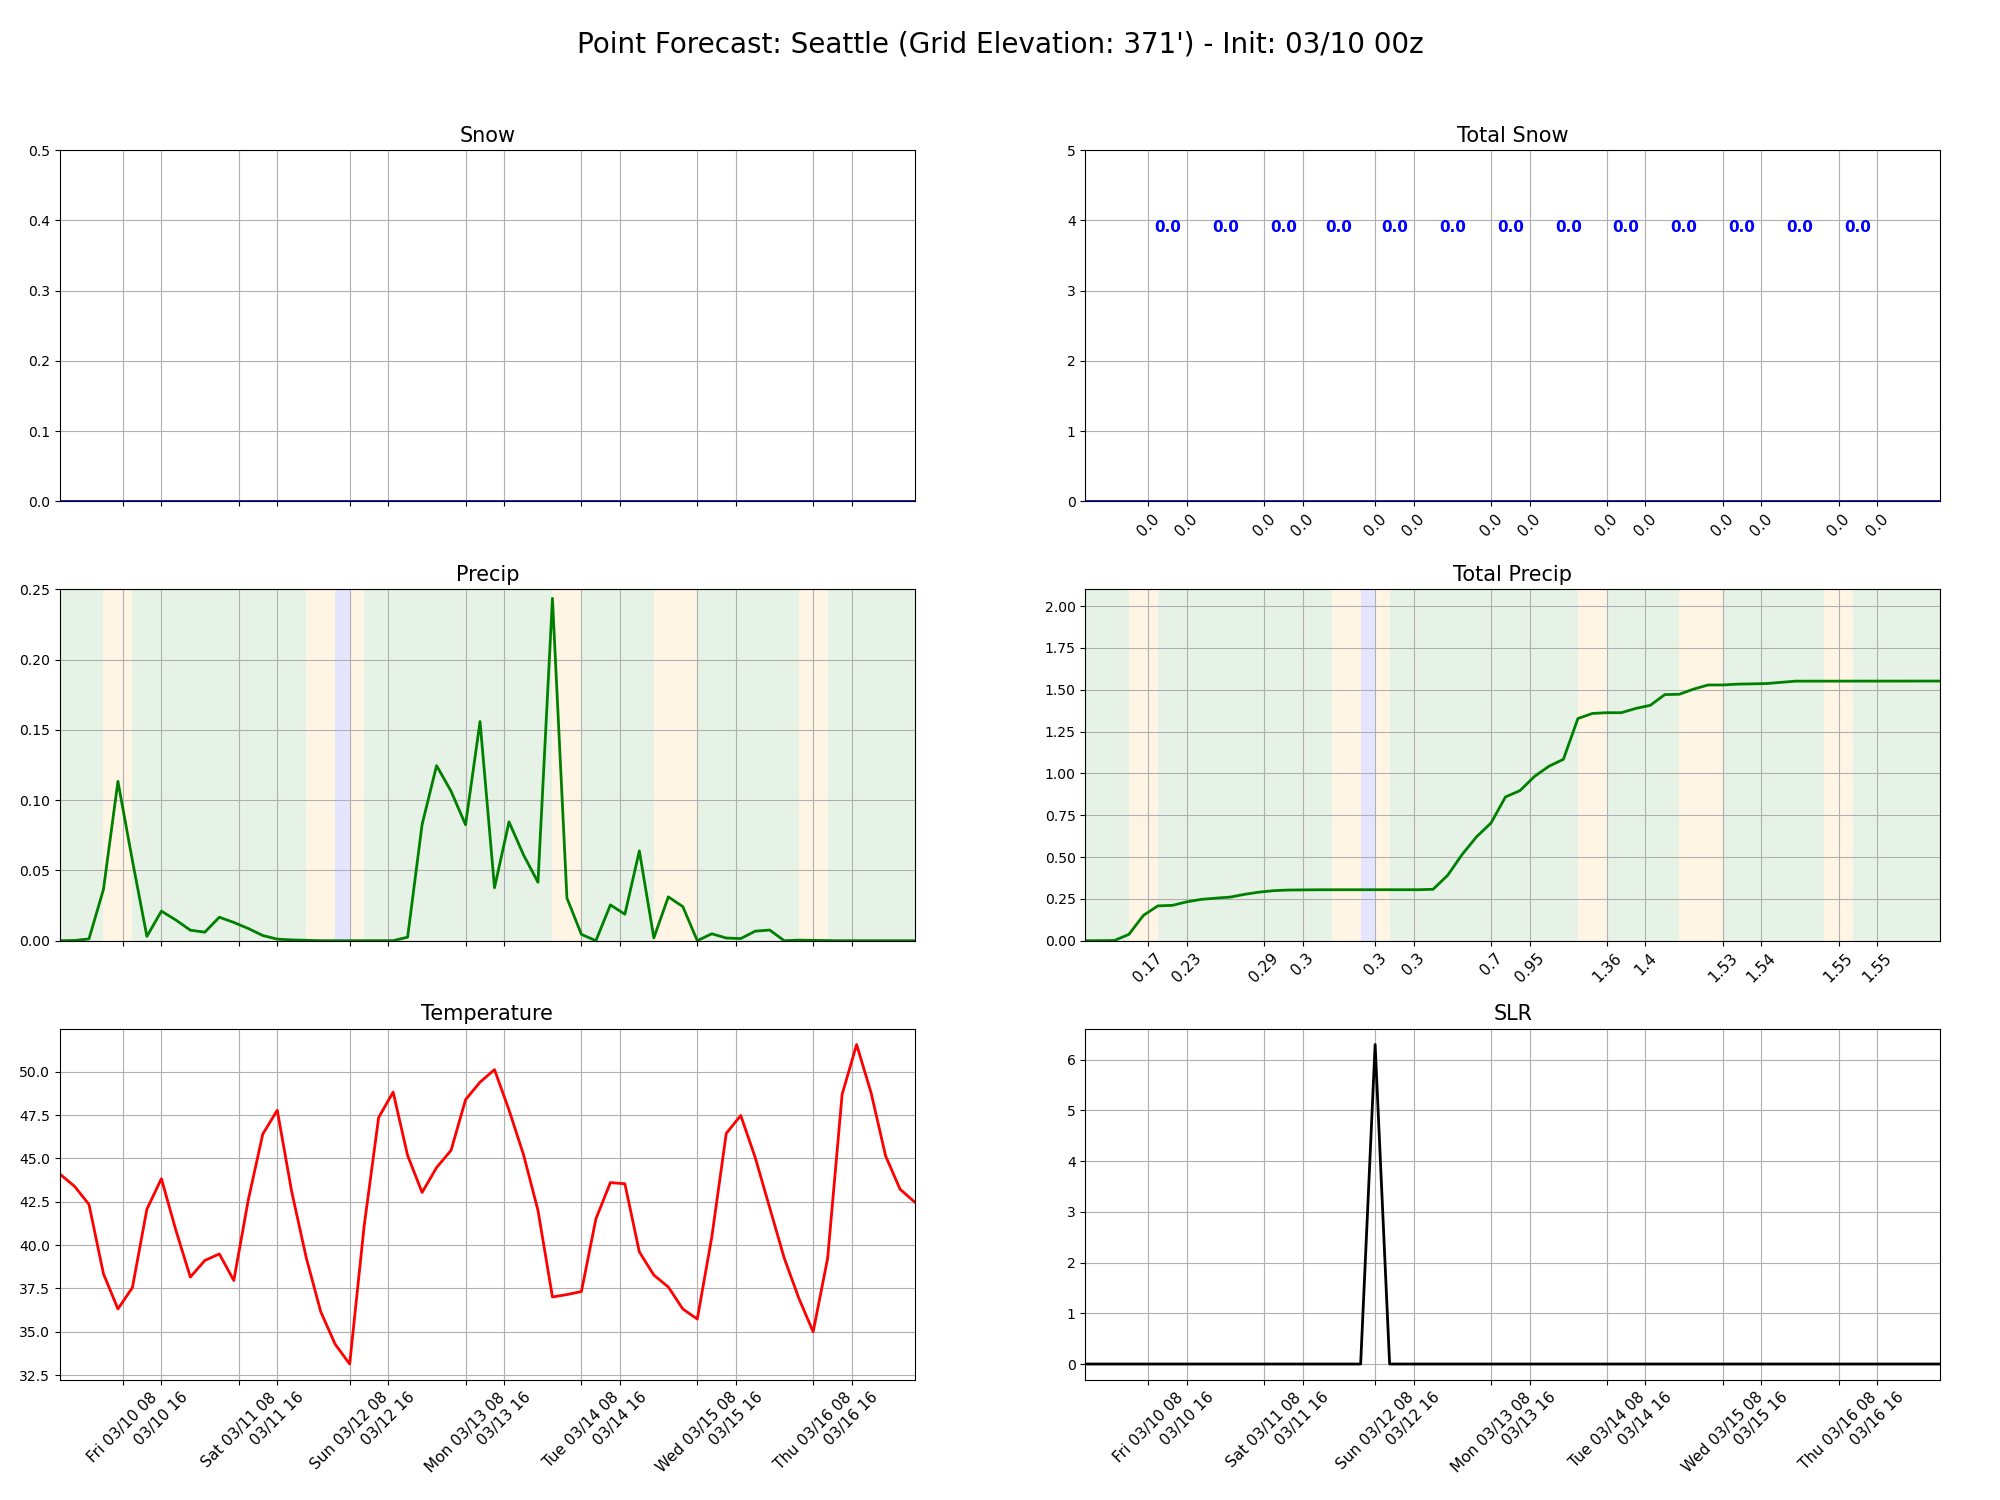 Point Forecast: Seattle (Grid Elevation: 371') - Init: 03/10 00z
Snow
0.5
0.4
0.3
0.2
0.1
0.0
Total Snow
5
4
3
2
1
0
0.0 0.0 0.0 0.0 0.0 0.0 0.0 0.0 0.0 0.0 0.0 0.0 0.0
0.0 0.0 0.0 0.0 0.0 0.0 0.0 0.0 0.0 0.0 0.0 0.0 0.0 0.0
Precip
0.25
0.20
0.15
0.10
0.05
0.00
Total Precip
2.00
1.75
1.50
1.25
1.00
0.75
0.50
0.25
0.00
0.17 0.23 0.29 0.3 0.3 0.3 0.7 0.95 1.36 1.4 1.53 1.54 1.55 1.55
Temperature
50.0
47.5
45.0
42.5
40.0
37.5
35.0
32.5
Fri 03/10 08
03/10 16
Sat 03/11 08
03/11 16
Sun 03/12 08
03/12 16
Mon 03/13 08
03/13 16
Tue 03/14 08
03/14 16
Wed 03/15 08
03/15 16
Thu 03/16 08
03/16 16
SLR
6
5
4
3
2
1
0
Fri 03/10 08
03/10 16
Sat 03/11 08
03/11 16
Sun 03/12 08
03/12 16
Mon 03/13 08
03/13 16
Tue 03/14 08
03/14 16
Wed 03/15 08
03/15 16
Thu 03/16 08
03/16 16